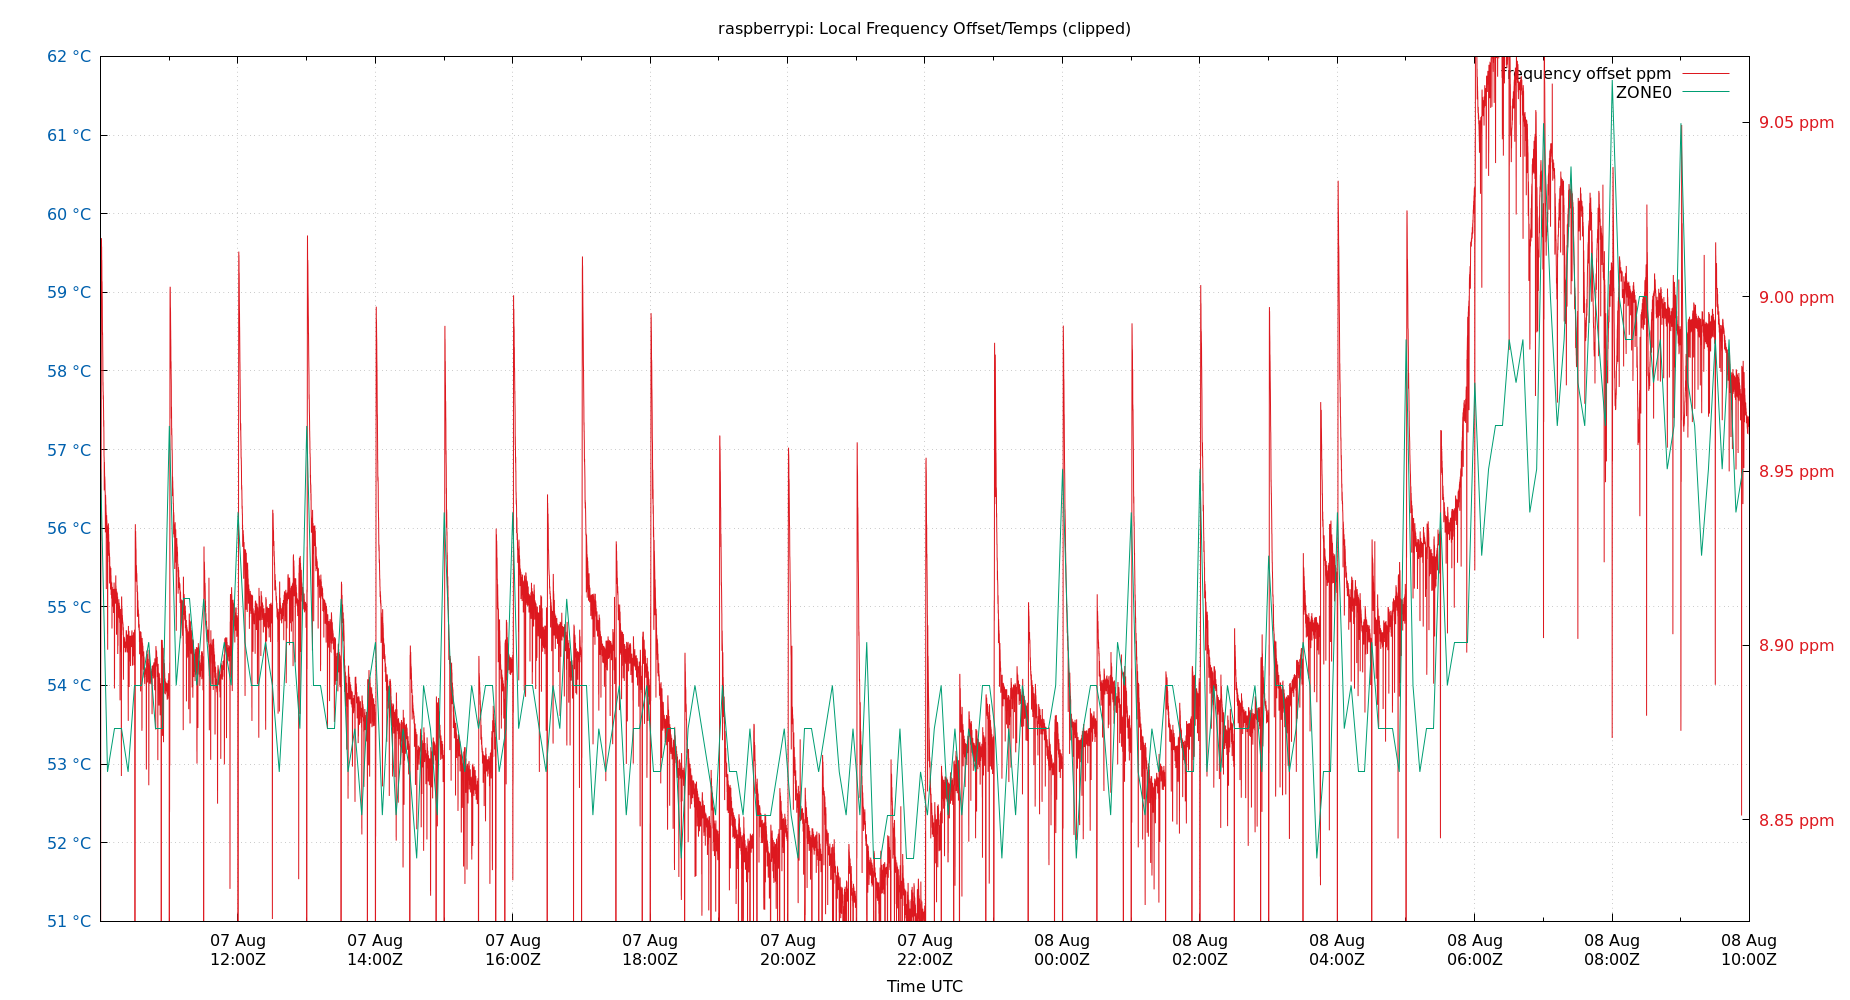 raspberrypi: Local Frequency Offset/Temps (clipped)
62 °C
61 °C
60 °C
59 °C
58 °C
57 °C
56 °C
55 °C
54 °C
53 °C
52 °C
51 °C
frequency offset ppm
ZONE0
9.05 ppm
9.00 ppm
8.95 ppm
8.90 ppm
8.85 ppm
07 Aug
12:00Z
07 Aug
14:00Z
07 Aug
16:00Z
07 Aug
18:00Z
07 Aug
20:00Z
07 Aug
22:00Z
08 Aug
00:00Z
08 Aug
02:00Z
08 Aug
04:00Z
08 Aug
06:00Z
08 Aug
08:00Z
08 Aug
10:00Z
Time UTC